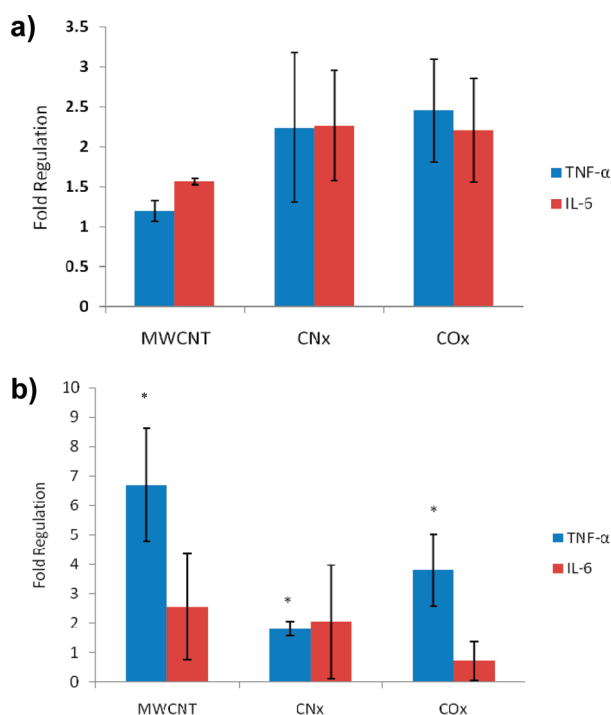 a)
3.5
3
2.5
2
1.5
1
0.5
0
Fold Regulation
MWCNT CNx COx
TNF-α
IL-6
b)
10
9
8
7
6
5
4
3
2
1
0
Fold Regulation
* * *
MWCNT CNx COx
TNF-α
IL-6